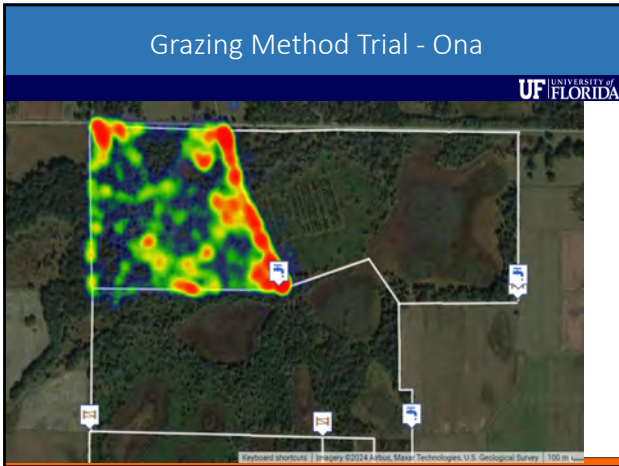 Grazing Method Trial - Ona
UF UNIVERSITY of
FLORIDA
Keyboard shortcuts Imagery ©2024 Airbus, Maxar Technologies, U.S. Geological Survey 100 m